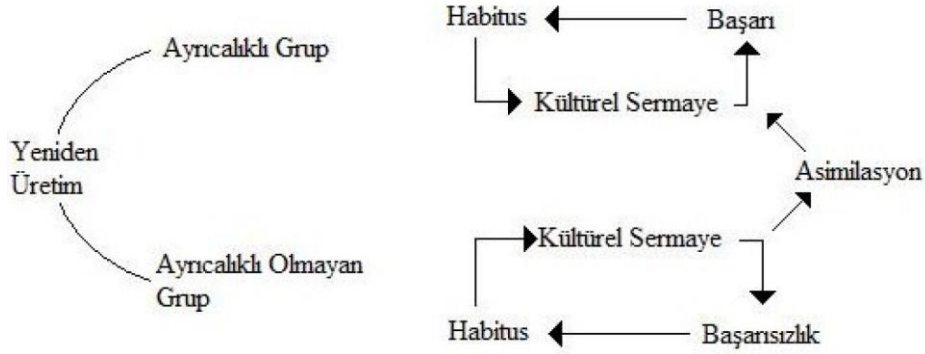 Habitus
Başarı
Ayrıcalıklı Grup
Kültürel Sermaye
Yeniden
Üretim
Asimilasyon
Kültürel Sermaye
Ayrıcalıklı Olmayan
Grup
Habitus
Başarısızlık